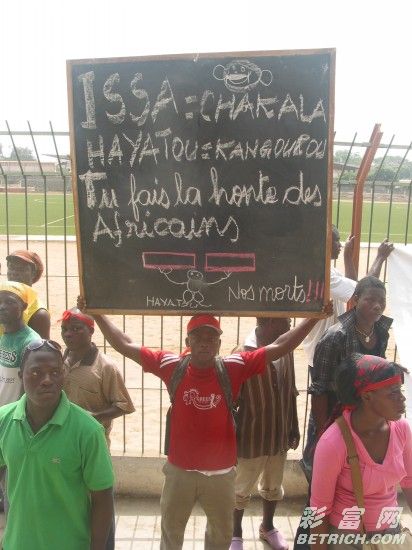 ISSA = CHAKALA
HAYATOU = KANGOUROU
Tu fais la honte des
Africains
HAYATOU
Nos morts!!!
彩富网
BETRICH.COM